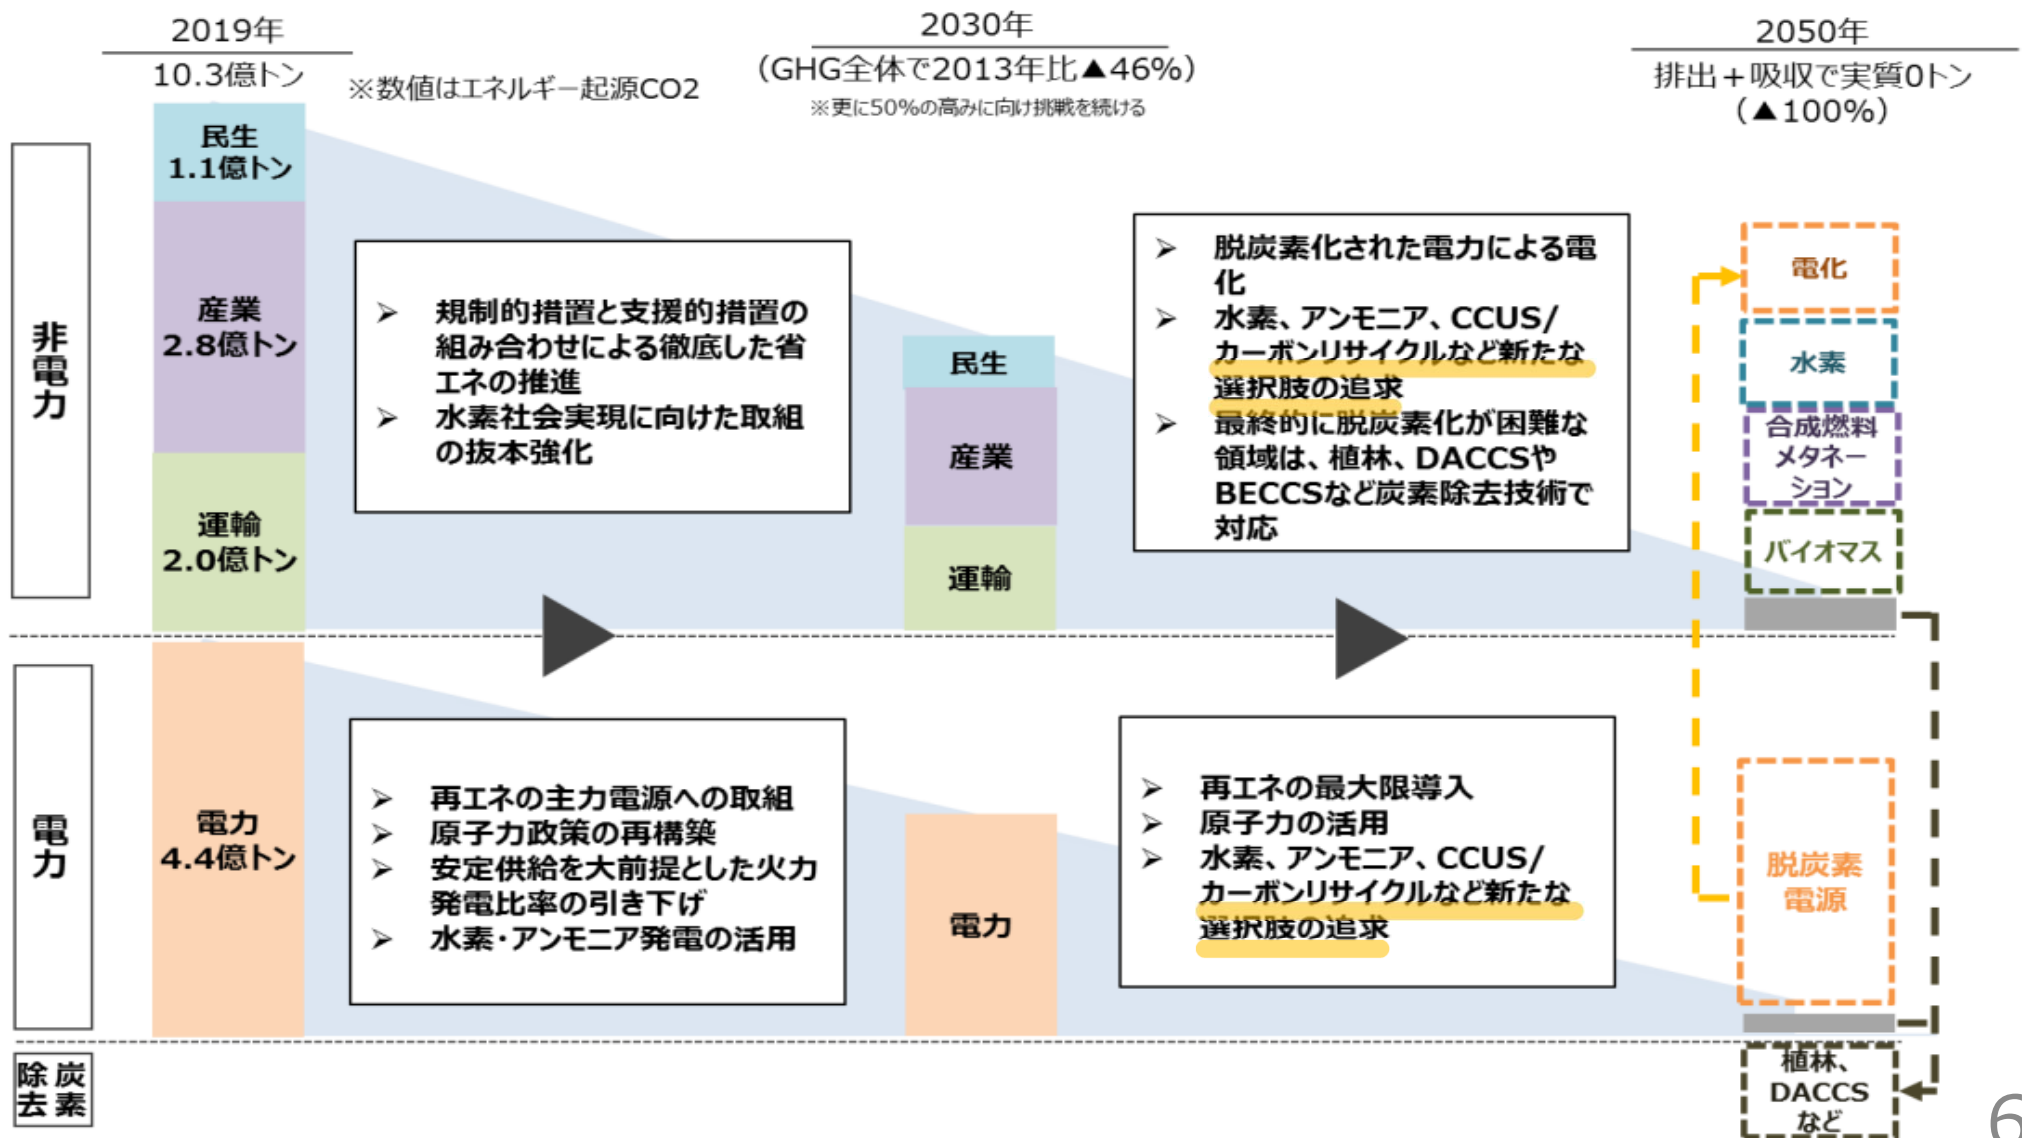 2019年
10.3億トン
※数値はエネルギー起源CO2
2030年
(GHG全体で2013年比▲46%)
※更に50%の高みに向け挑戦を続ける
2050年
排出+吸収で実質0トン
(▲100%)
非電力
民生
1.1億トン
産業
2.8億トン
運輸
2.0億トン
➢ 規制的措置と支援的措置の
組み合わせによる徹底した省
エネの推進
➢ 水素社会実現に向けた取組
の抜本強化
民生
産業
運輸
➢ 脱炭素化された電力による電
化
➢ 水素、アンモニア、CCUS/
カーボンリサイクルなど新たな
選択肢の追求
➢ 最終的に脱炭素化が困難な
領域は、植林、DACCSや
BECCSなど炭素除去技術で
対応
電化
水素
合成燃料
メタネー
ション
バイオマス
電力
電力
4.4億トン
➢ 再エネの主力電源への取組
➢ 原子力政策の再構築
➢ 安定供給を大前提とした火力
発電比率の引き下げ
➢ 水素・アンモニア発電の活用
電力
➢ 再エネの最大限導入
➢ 原子力の活用
➢ 水素、アンモニア、CCUS/
カーボンリサイクルなど新たな
選択肢の追求
脱炭素
電源
炭素
除去
植林、
DACCS
など
6